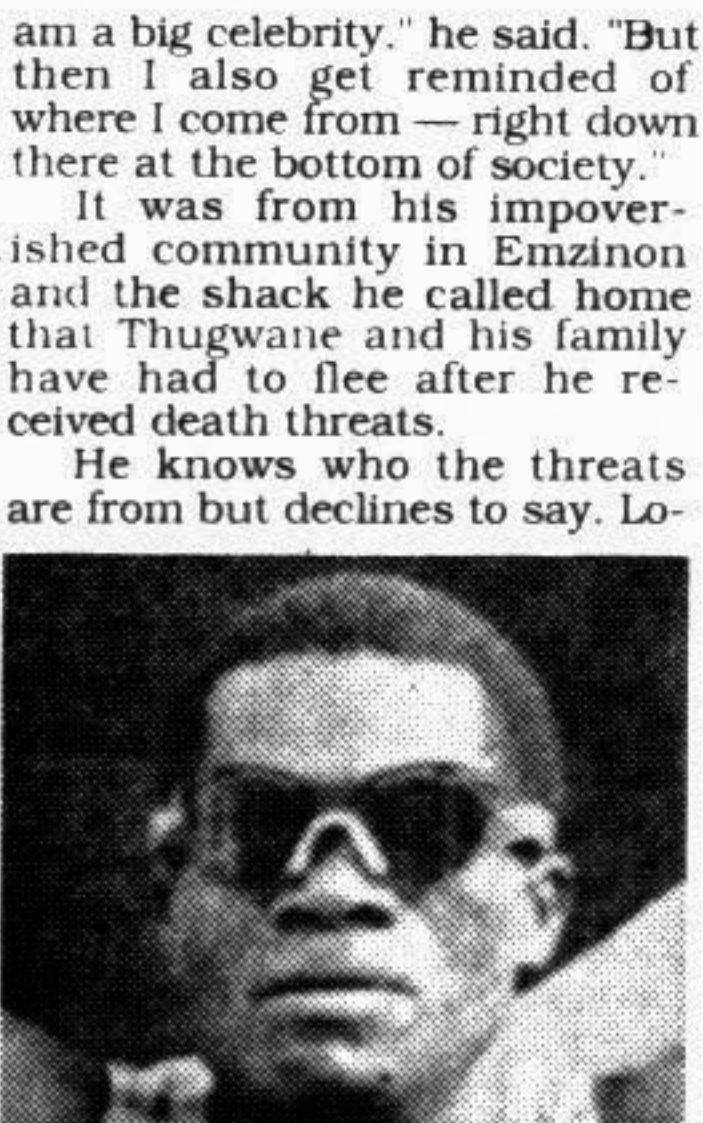 am a big celebrity." he said. "But
then I also get reminded of
where I come from — right down
there at the bottom of society."
It was from his impover-
ished community in Emzinon
and the shack he called home
that Thugwane and his family
have had to flee after he re-
ceived death threats.
He knows who the threats
are from but declines to say. Lo-